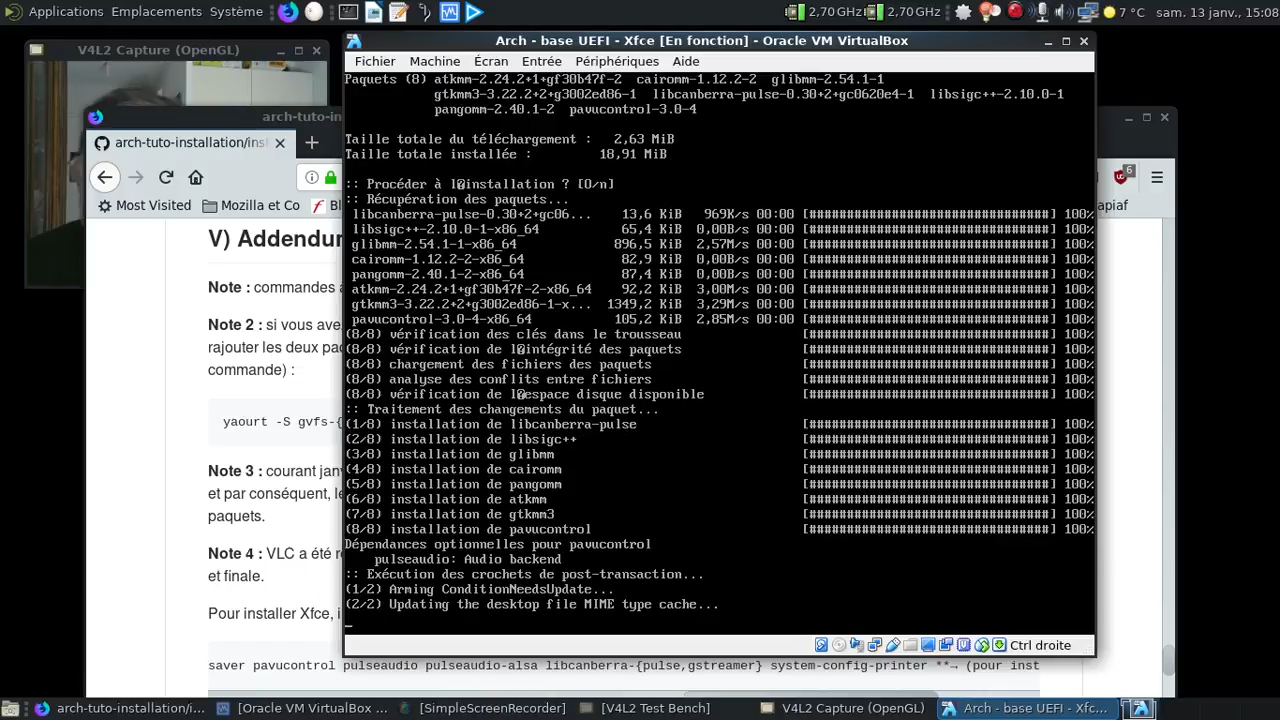 Applications Emplacements Système 2,70 GHz 2,70 GHz 7 °C sam. 13 janv., 15:08
V4L2 Capture (OpenGL)
Arch - base UEFI - Xfce [En fonction] - Oracle VM VirtualBox
Fichier Machine Écran Entrée Périphériques Aide
Paquets (8) atkmm-2.24.2+1+gf30b47f-2 cairomm-1.12.2-2 glibmm-2.54.1-1
gtkmm3-3.22.2+2+g3002ed86-1 libcanberra-pulse-0.30+2+gc0620e4-1 libsigc++-2.10.0-1
pangomm-2.40.1-2 pavucontrol-3.0-4
Taille totale du téléchargement : 2,63 MiB
Taille totale installée : 18,91 MiB
:: Procéder à l�installation ? [O/n]
:: Récupération des paquets...
libcanberra-pulse-0.30+2+gc06... 13,6 KiB 969K/s 00:00 [##################################] 100%
libsigc++-2.10.0-1-x86_64 65,4 KiB 0,00B/s 00:00 [##################################] 100%
glibmm-2.54.1-1-x86_64 896,5 KiB 2,57M/s 00:00 [##################################] 100%
cairomm-1.12.2-2-x86_64 82,9 KiB 0,00B/s 00:00 [##################################] 100%
pangomm-2.40.1-2-x86_64 87,4 KiB 0,00B/s 00:00 [##################################] 100%
atkmm-2.24.2+1+gf30b47f-2-x86_64 92,2 KiB 3,00M/s 00:00 [##################################] 100%
gtkmm3-3.22.2+2+g3002ed86-1-x... 1349,2 KiB 3,29M/s 00:00 [##################################] 100%
pavucontrol-3.0-4-x86_64 105,2 KiB 2,85M/s 00:00 [##################################] 100%
(8/8) vérification des clés dans le trousseau [##################################] 100%
(8/8) vérification de l�intégrité des paquets [##################################] 100%
(8/8) chargement des fichiers des paquets [##################################] 100%
(8/8) analyse des conflits entre fichiers [##################################] 100%
(8/8) vérification de l�espace disque disponible [##################################] 100%
:: Traitement des changements du paquet...
(1/8) installation de libcanberra-pulse [##################################] 100%
(2/8) installation de libsigc++ [##################################] 100%
(3/8) installation de glibmm [##################################] 100%
(4/8) installation de cairomm [##################################] 100%
(5/8) installation de pangomm [##################################] 100%
(6/8) installation de atkmm [##################################] 100%
(7/8) installation de gtkmm3 [##################################] 100%
(8/8) installation de pavucontrol [##################################] 100%
Dépendances optionnelles pour pavucontrol
pulseaudio: Audio backend
:: Exécution des crochets de post-transaction...
(1/2) Arming ConditionNeedsUpdate...
(2/2) Updating the desktop file MIME type cache...
_
Ctrl droite
arch-tuto-ins
arch-tuto-installation/inst
6
Most Visited Mozilla et Co Bl
apiaf
V) Addendu
Note : commandes a
Note 2 : si vous ave
rajouter les deux pa
commande) :
yaourt -S gvfs-{
Note 3 : courant janv
et par conséquent, le
paquets.
Note 4 : VLC a été r
et finale.
Pour installer Xfce, i
saver pavucontrol pulseaudio pulseaudio-alsa libcanberra-{pulse,gstreamer} system-config-printer **→ (pour inst
arch-tuto-installation/i... [Oracle VM VirtualBox ... [SimpleScreenRecorder] [V4L2 Test Bench] V4L2 Capture (OpenGL) Arch - base UEFI - Xfc...